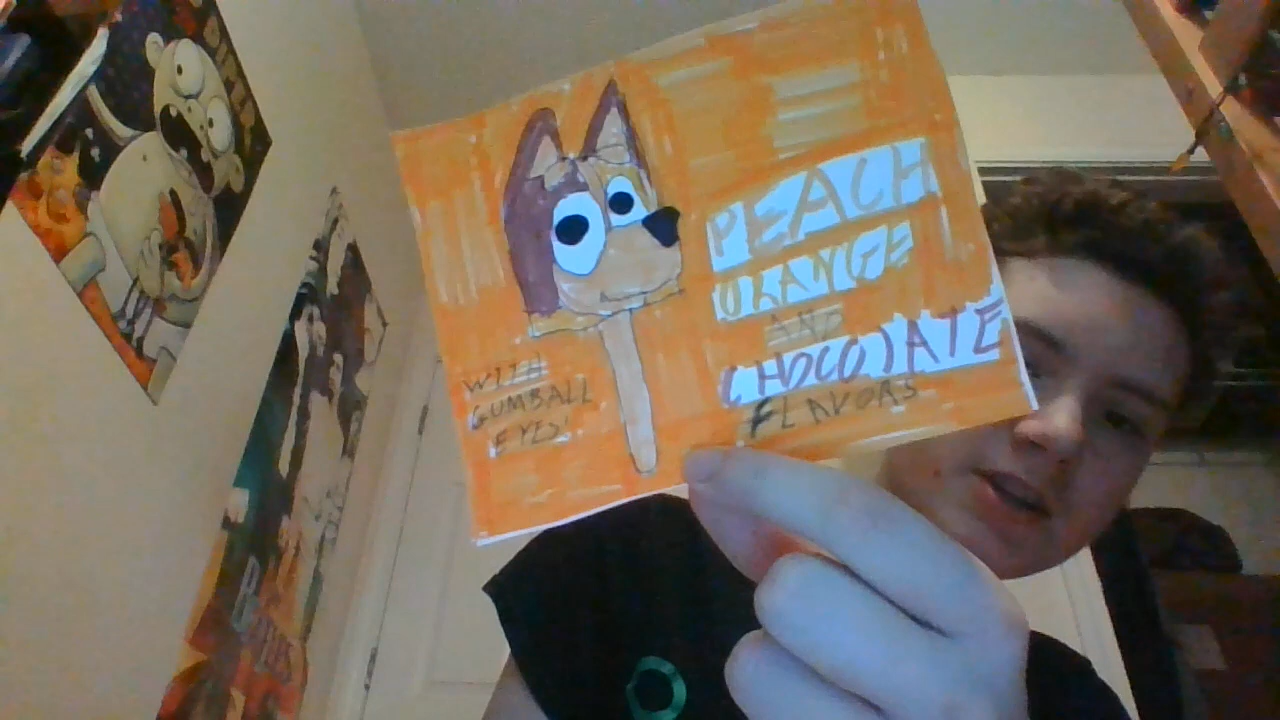 PEACH
ORANGE
AND
CHOCOlATE
FLAVORS
WITH
GUMBALL
EYES!